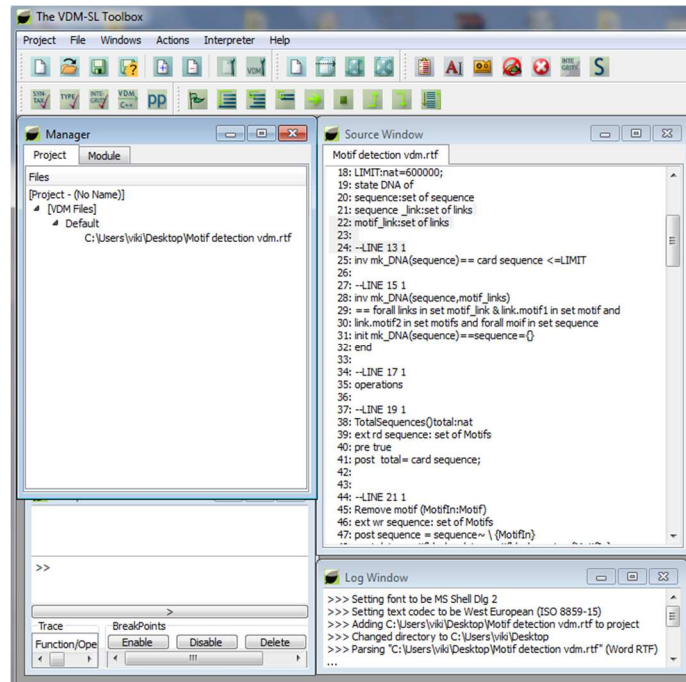 The VDM-SL Toolbox
Project File Windows Actions Interpreter Help
VDM
INTE GRITY
S
SYN- TAX
TYPE
INTE- GRITY
VDM C++
PP
Manager
Project Module
Files
[Project - (No Name)]
[VDM Files]
Default
C:\Users\viki\Desktop\Motif detection vdm.rtf
>>
>
Trace
BreakPoints
Function/Ope
Enable Disable Delete
Source Window
Motif detection vdm.rtf
18: LIMIT:nat=600000;
19: state DNA of
20: sequence:set of sequence
21: sequence _link:set of links
22: motif_link:set of links
23:
24: --LINE 13 1
25: inv mk_DNA(sequence)== card sequence <=LIMIT
26:
27: --LINE 15 1
28: inv mk_DNA(sequence,motif_links)
29: == forall links in set motif_link & link.motif1 in set motif and
30: link.motif2 in set motifs and forall moif in set sequence
31: init mk_DNA(sequence)==sequence={}
32: end
33:
34: --LINE 17 1
35: operations
36:
37: --LINE 19 1
38: TotalSequences()total:nat
39: ext rd sequence: set of Motifs
40: pre true
41: post total= card sequence;
42:
43:
44: --LINE 21 1
45: Remove motif (MotifIn:Motif)
46: ext wr sequence: set of Motifs
47: post sequence = sequence~ \ {MotifIn}
Log Window
>>> Setting font to be MS Shell Dlg 2
>>> Setting text codec to be West European (ISO 8859-15)
>>> Adding C:\Users\viki\Desktop\Motif detection vdm.rtf to project
>>> Changed directory to C:\Users\viki\Desktop
>>> Parsing "C:\Users\viki\Desktop\Motif detection vdm.rtf" (Word RTF)
...